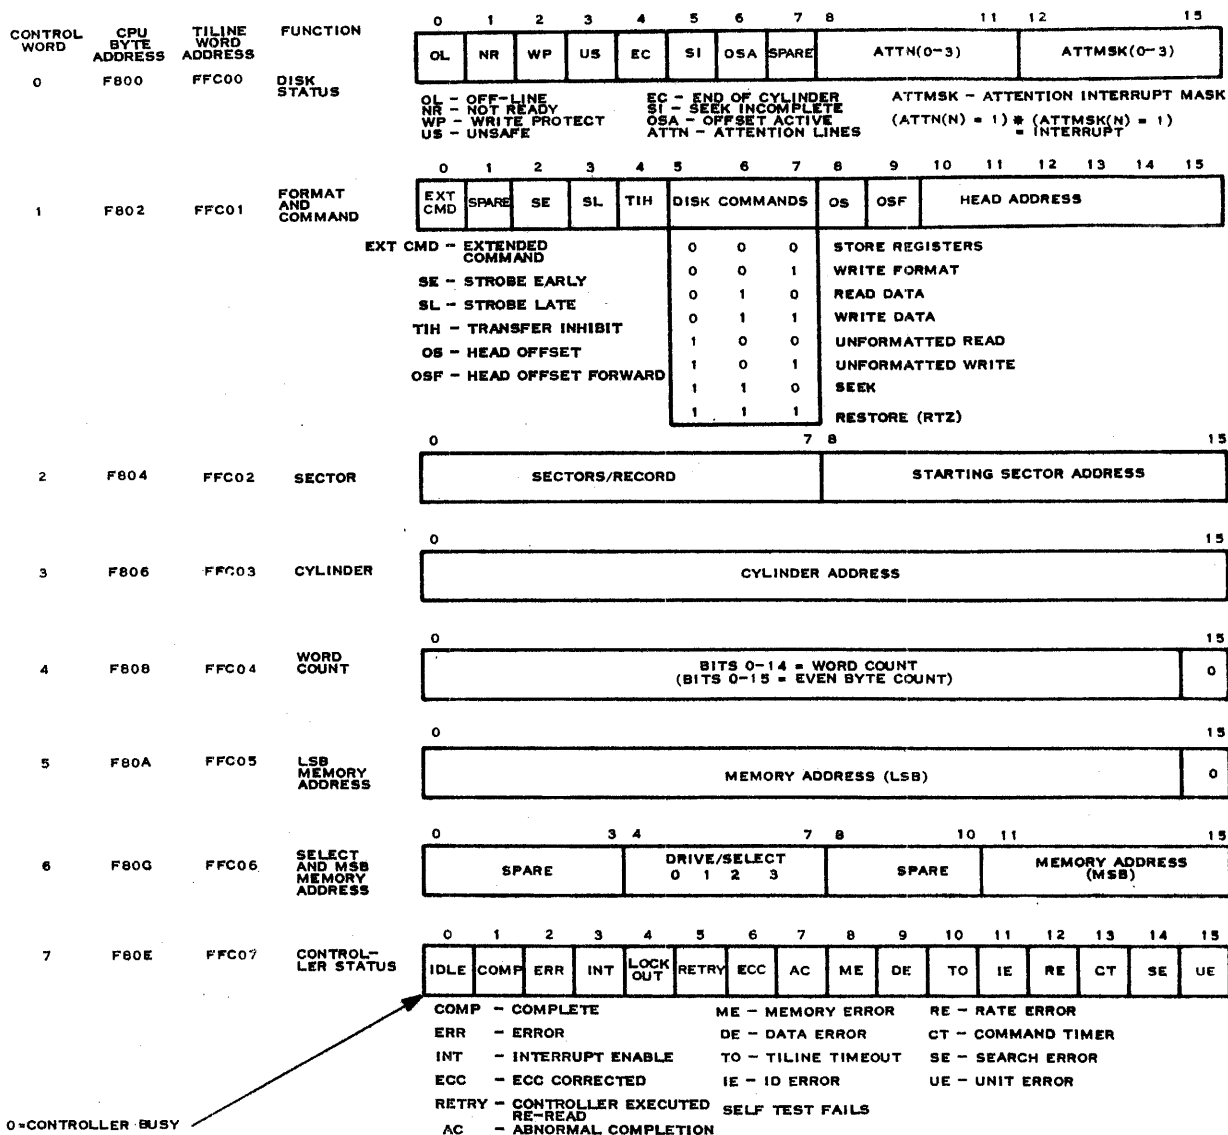 CONTROL WORD CPU BYTE ADDRESS TILINE WORD ADDRESS FUNCTION
0 1 2 3 4 5 6 7 8 11 12 15
OL NR WP US EC SI OSA SPARE ATTN(0-3) ATTMSK(0-3)
0 F800 FFC00 DISK STATUS
OL - OFF-LINE EC - END OF CYLINDER ATTMSK - ATTENTION INTERRUPT MASK
NR - NOT READY SI - SEEK INCOMPLETE
WP - WRITE PROTECT OSA - OFFSET ACTIVE (ATTN(N) = 1) * (ATTMSK(N) = 1)
US - UNSAFE ATTN - ATTENTION LINES = INTERRUPT
0 1 2 3 4 5 6 7 8 9 10 11 12 13 14 15
1 F802 FFC01 FORMAT AND COMMAND
EXT CMD SPARE SE SL TIH DISK COMMANDS OS OSF HEAD ADDRESS
EXT CMD - EXTENDED COMMAND
SE - STROBE EARLY
SL - STROBE LATE
TIH - TRANSFER INHIBIT
OS - HEAD OFFSET
OSF - HEAD OFFSET FORWARD
0 0 0 STORE REGISTERS
0 0 1 WRITE FORMAT
0 1 0 READ DATA
0 1 1 WRITE DATA
1 0 0 UNFORMATTED READ
1 0 1 UNFORMATTED WRITE
1 1 0 SEEK
1 1 1 RESTORE (RTZ)
0 7 8 15
2 F804 FFC02 SECTOR SECTORS/RECORD STARTING SECTOR ADDRESS
0 15
3 F806 FFC03 CYLINDER CYLINDER ADDRESS
0 15
4 F808 FFC04 WORD COUNT
BITS 0-14 = WORD COUNT
(BITS 0-15 = EVEN BYTE COUNT) 0
0 15
5 F80A FFC05 LSB MEMORY ADDRESS MEMORY ADDRESS (LSB) 0
0 3 4 7 8 10 11 15
6 F80G FFC06 SELECT AND MSB MEMORY ADDRESS
SPARE DRIVE/SELECT 0 1 2 3 SPARE MEMORY ADDRESS (MSB)
0 1 2 3 4 5 6 7 8 9 10 11 12 13 14 15
7 F80E FFC07 CONTROL-LER STATUS
IDLE COMP ERR INT LOCK OUT RETRY ECC AC ME DE TO IE RE CT SE UE
COMP - COMPLETE ME - MEMORY ERROR RE - RATE ERROR
ERR - ERROR DE - DATA ERROR CT - COMMAND TIMER
INT - INTERRUPT ENABLE TO - TILINE TIMEOUT SE - SEARCH ERROR
ECC - ECC CORRECTED IE - ID ERROR UE - UNIT ERROR
RETRY - CONTROLLER EXECUTED RE-READ SELF TEST FAILS
AC - ABNORMAL COMPLETION
0=CONTROLLER BUSY